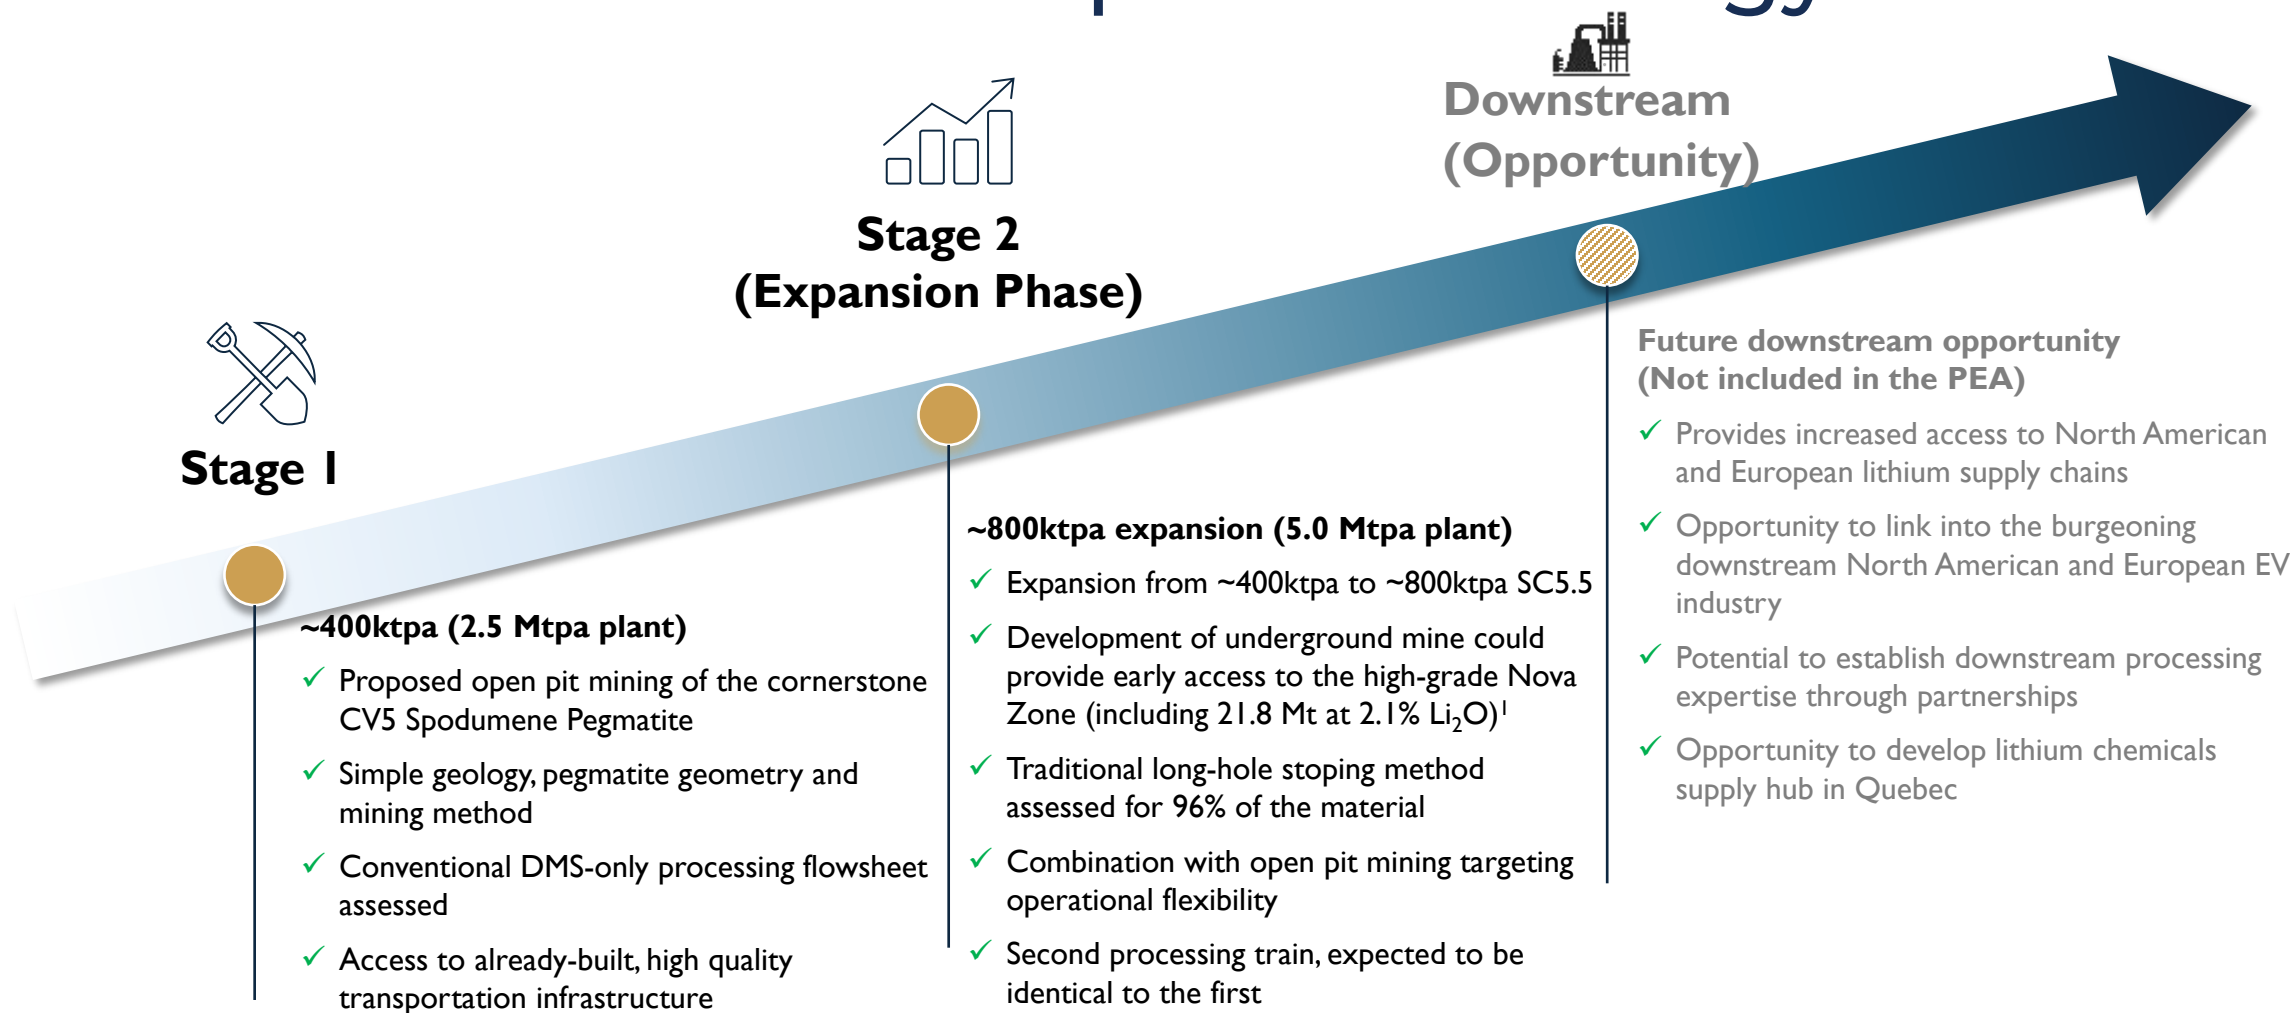 Stage 1
~400ktpa (2.5 Mtpa plant)
✓ Proposed open pit mining of the cornerstone
CV5 Spodumene Pegmatite
✓ Simple geology, pegmatite geometry and
mining method
✓ Conventional DMS-only processing flowsheet
assessed
✓ Access to already-built, high quality
transportation infrastructure
Stage 2
(Expansion Phase)
~800ktpa expansion (5.0 Mtpa plant)
✓ Expansion from ~400ktpa to ~800ktpa SC5.5
✓ Development of underground mine could
provide early access to the high-grade Nova
Zone (including 21.8 Mt at 2.1% Li₂O)¹
✓ Traditional long-hole stoping method
assessed for 96% of the material
✓ Combination with open pit mining targeting
operational flexibility
✓ Second processing train, expected to be
identical to the first
Downstream
(Opportunity)
Future downstream opportunity
(Not included in the PEA)
✓ Provides increased access to North American
and European lithium supply chains
✓ Opportunity to link into the burgeoning
downstream North American and European EV
industry
✓ Potential to establish downstream processing
expertise through partnerships
✓ Opportunity to develop lithium chemicals
supply hub in Quebec